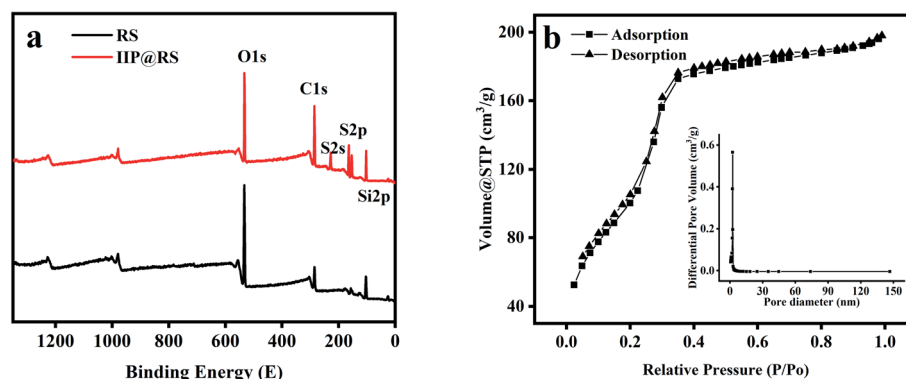 a
RS
IIP@RS
O1s
C1s
S2p
S2s
Si2p
1200 1000 800 600 400 200 0
Binding Energy (E)
b
Adsorption
Desorption
200
160
120
80
40
Volume@STP (cm³/g)
0.0 0.2 0.4 0.6 0.8 1.0
Relative Pressure (P/Po)
0.6
0.4
0.2
0.0
Differential Pore Volume (cm³/g)
0 30 60 90 120 150
Pore diameter (nm)